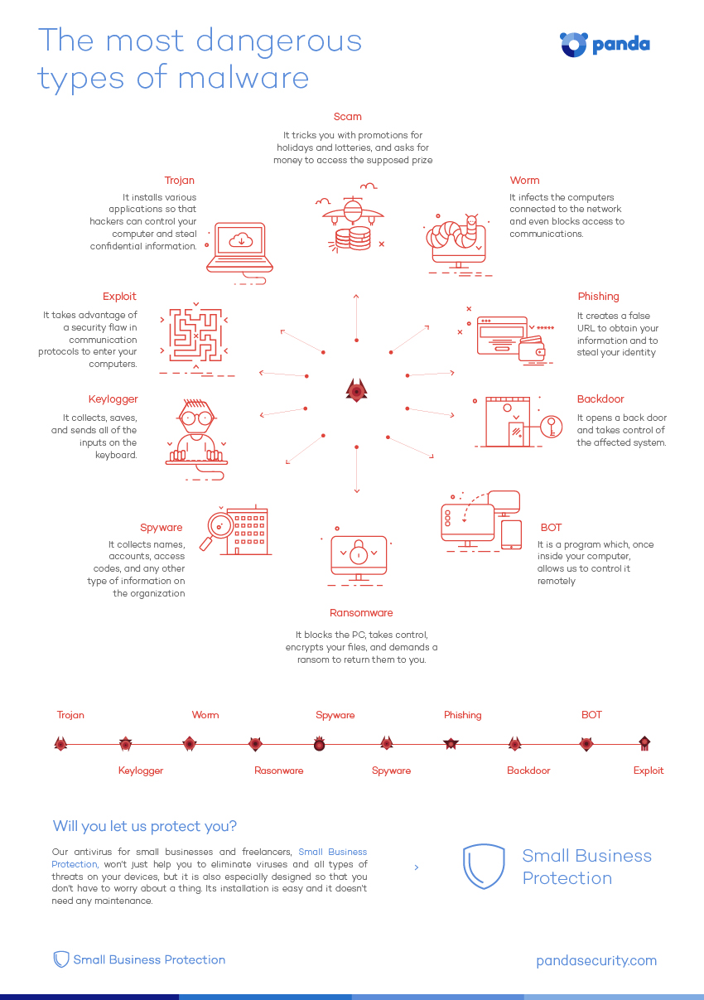 The most dangerous
types of malware
panda
Scam
It tricks you with promotions for
holidays and lotteries, and asks for
money to access the supposed prize
Trojan
It installs various
applications so that
hackers can control your
computer and steal
confidential information.
Worm
It infects the computers
connected to the network
and even blocks access to
communications.
Exploit
It takes advantage of
a security flaw in
communication
protocols to enter your
computers.
Phishing
It creates a false
URL to obtain your
information and to
steal your identity
Keylogger
It collects, saves,
and sends all of the
inputs on the
keyboard.
Backdoor
It opens a back door
and takes control of
the affected system.
Spyware
It collects names,
accounts, access
codes, and any other
type of information on
the organization
BOT
It is a program which, once
inside your computer,
allows us to control it
remotely
Ransomware
It blocks the PC, takes control,
encrypts your files, and demands a
ransom to return them to you.
Trojan
Worm
Spyware
Phishing
BOT
Keylogger
Rasonware
Spyware
Backdoor
Exploit
Will you let us protect you?
Our antivirus for small businesses and freelancers, Small Business
Protection, won't just help you to eliminate viruses and all types of
threats on your devices, but it is also especially designed so that you
don't have to worry about a thing. Its installation is easy and it doesn't
need any maintenance.
Small Business
Protection
Small Business Protection
pandasecurity.com